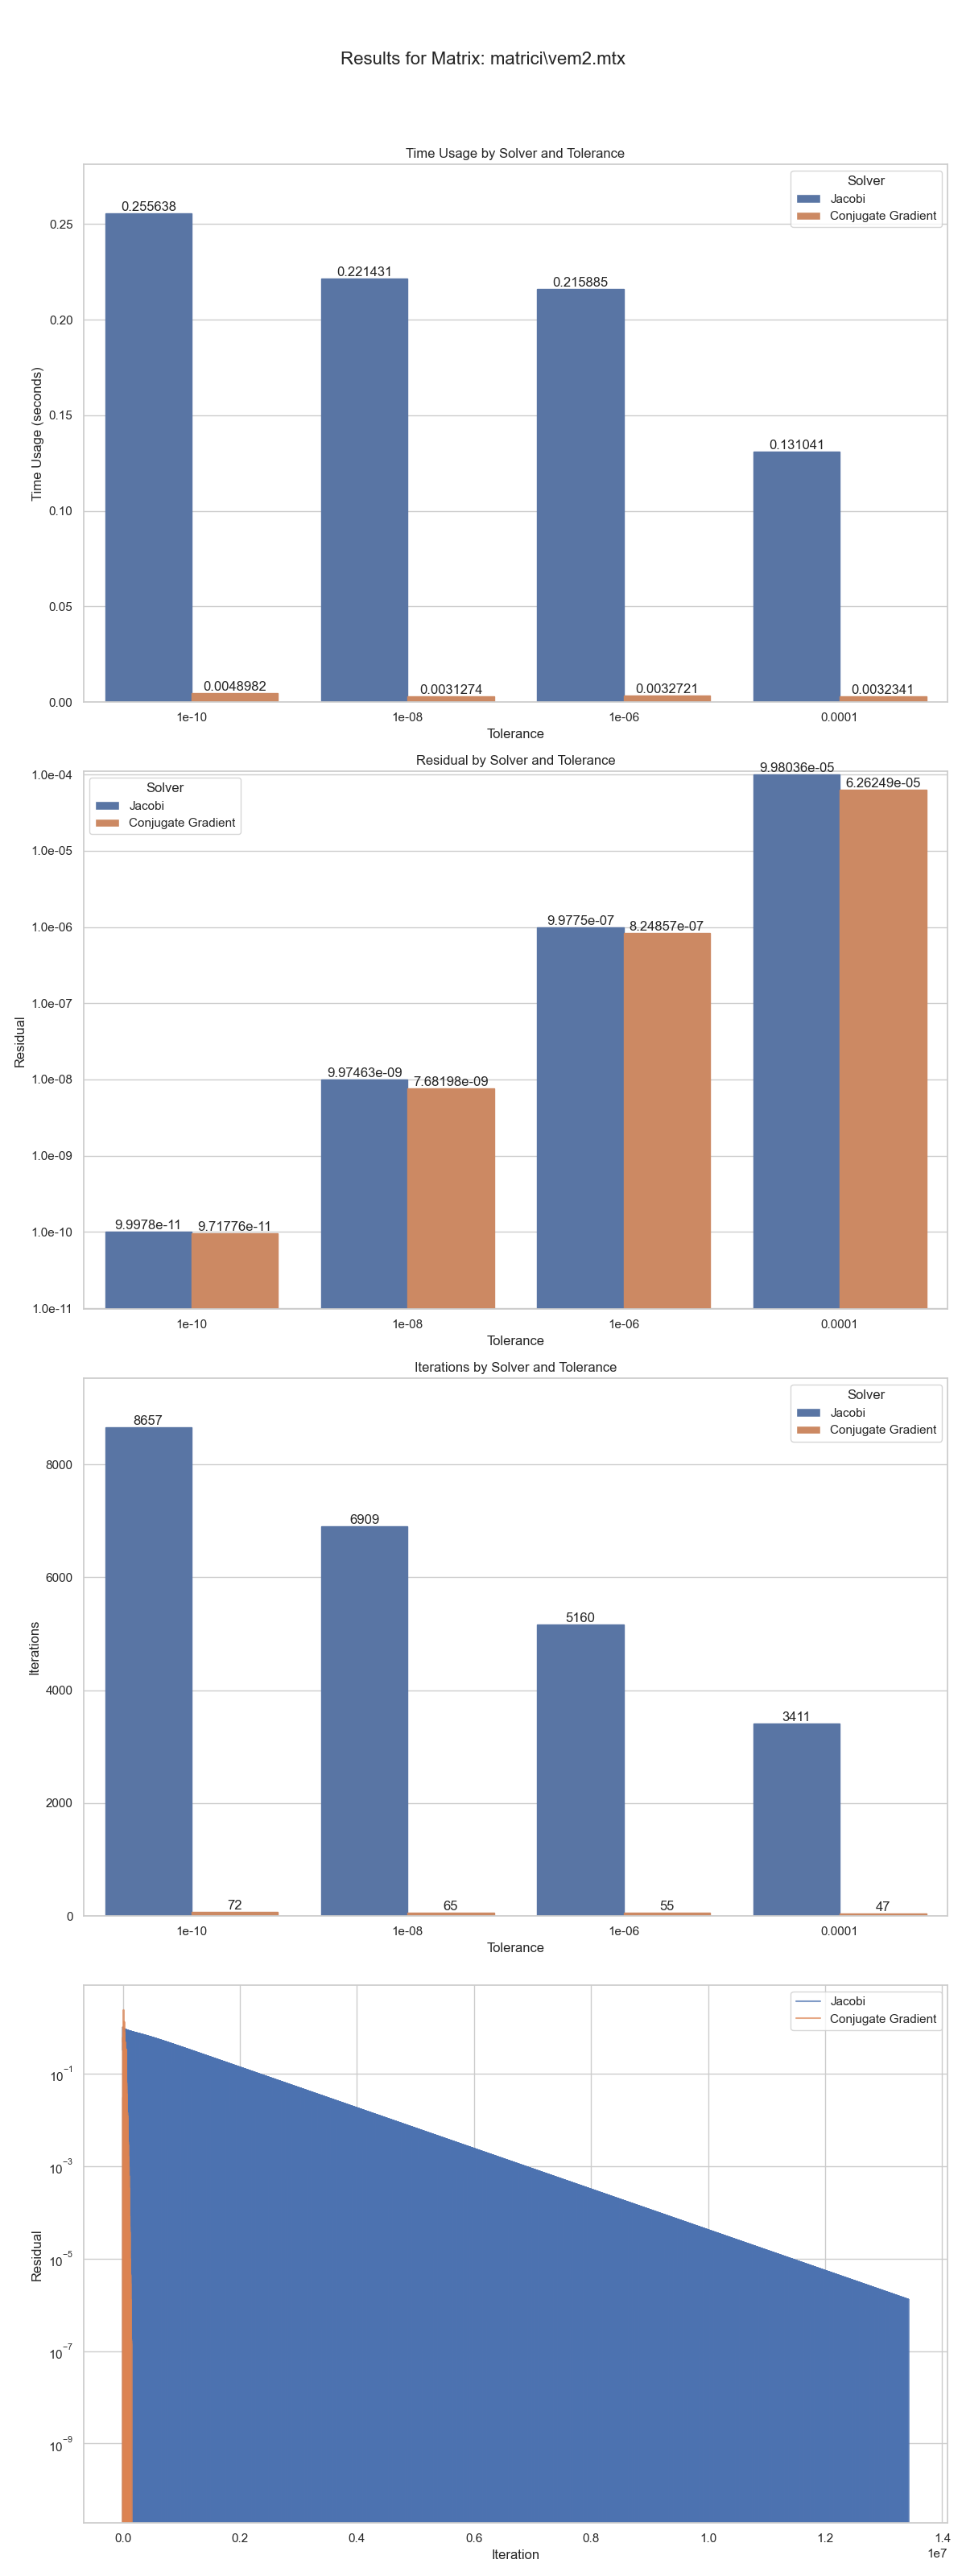 Results for Matrix: matrici\vem2.mtx
Time Usage by Solver and Tolerance
Solver
Jacobi
Conjugate Gradient
0.255638
0.221431
0.215885
0.131041
0.0048982
0.0031274
0.0032721
0.0032341
0.25
0.20
0.15
0.10
0.05
0.00
Time Usage (seconds)
1e-10 1e-08 1e-06 0.0001
Tolerance
Residual by Solver and Tolerance
Solver
Jacobi
Conjugate Gradient
9.98036e-05
6.26249e-05
9.9775e-07
8.24857e-07
9.97463e-09
7.68198e-09
9.9978e-11
9.71776e-11
1.0e-04
1.0e-05
1.0e-06
1.0e-07
1.0e-08
1.0e-09
1.0e-10
1.0e-11
Residual
1e-10 1e-08 1e-06 0.0001
Tolerance
Iterations by Solver and Tolerance
Solver
Jacobi
Conjugate Gradient
8657
6909
5160
3411
72
65
55
47
8000
6000
4000
2000
0
Iterations
1e-10 1e-08 1e-06 0.0001
Tolerance
Jacobi
Conjugate Gradient
10⁻¹
10⁻³
10⁻⁵
10⁻⁷
10⁻⁹
Residual
0.0 0.2 0.4 0.6 0.8 1.0 1.2 1.4
1e7
Iteration